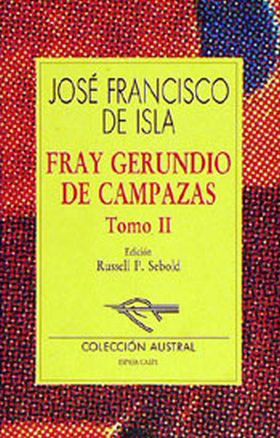 JOSÉ FRANCISCO
DE ISLA
FRAY GERUNDIO
DE CAMPAZAS
Tomo II
Edición
Russell P. Sebold
COLECCIÓN AUSTRAL
ESPASA CALPE